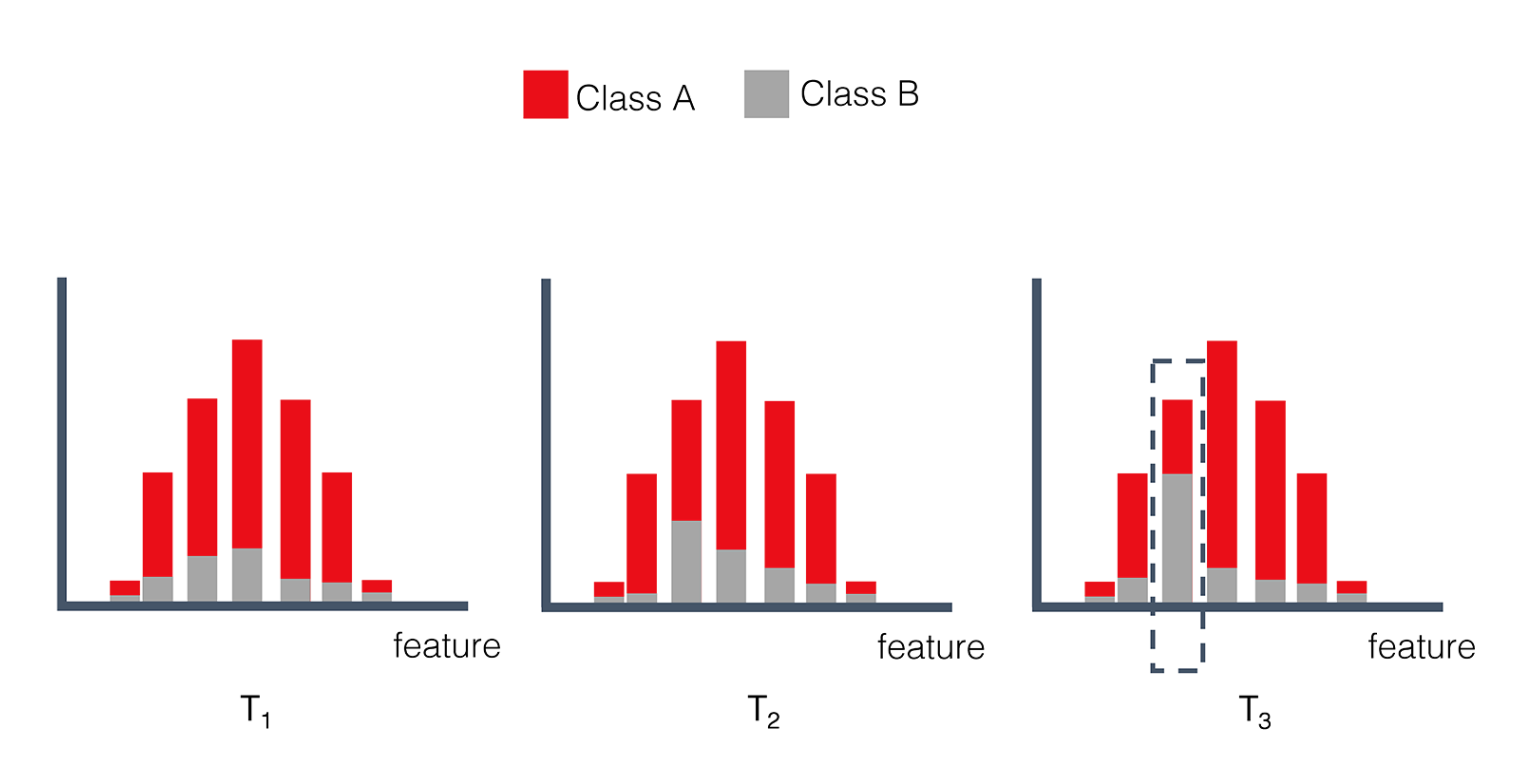 Class A
Class B
feature
feature
feature
T₁
T₂
T₃